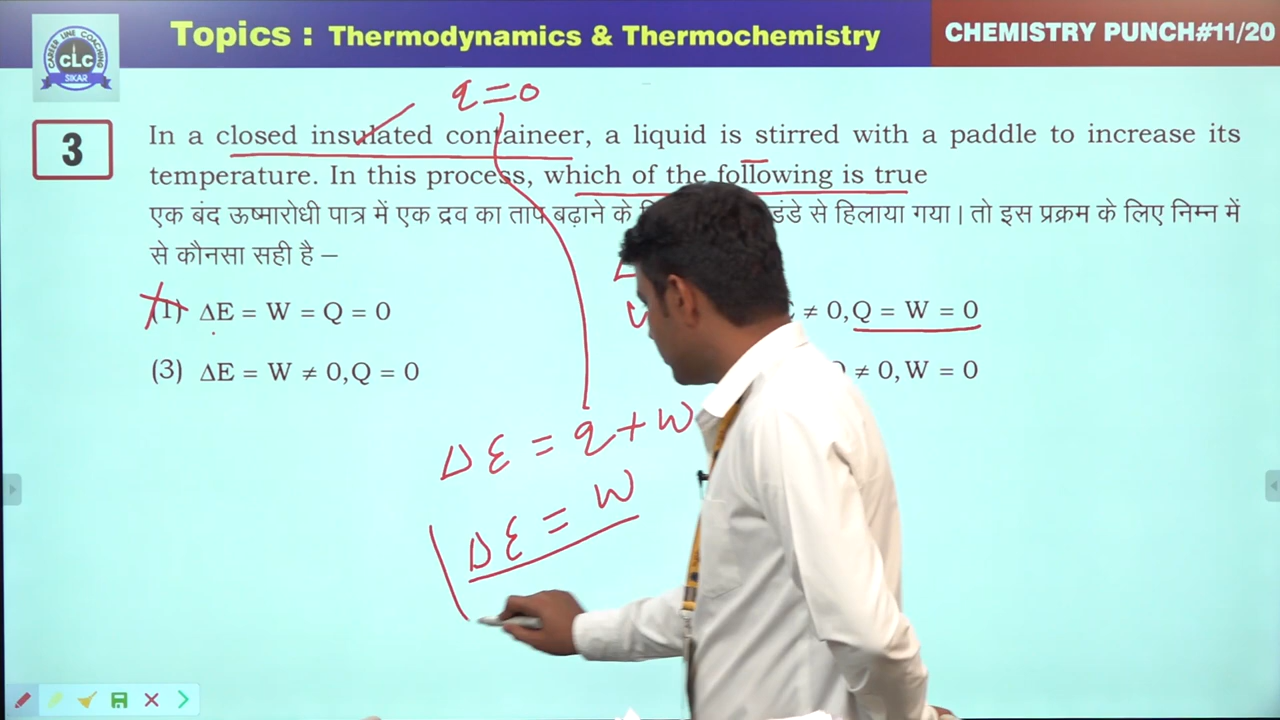 Topics : Thermodynamics & Thermochemistry
CHEMISTRY PUNCH#11/20
CAREER LINE COACHING
CLC
SIKAR
q=0
3
In a closed insulated containeer, a liquid is stirred with a paddle to increase its
temperature. In this process, which of the following is true
एक बंद ऊष्मारोधी पात्र में एक द्रव का ताप बढ़ाने के डंडे से हिलाया गया। तो इस प्रक्रम के लिए निम्न में
से कौनसा सही है –
(1) ΔE = W = Q = 0
≠ 0, Q = W = 0
(3) ΔE = W ≠ 0, Q = 0
≠ 0, W = 0
ΔE = q+W
ΔE = W